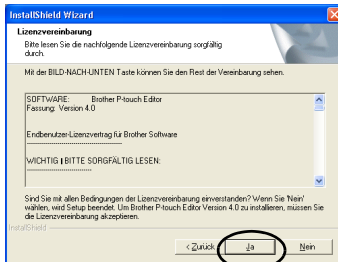 InstallShield Wizard
Lizenzvereinbarung
Bitte lesen Sie die nachfolgende Lizenzvereinbarung sorgfältig
durch.
Mit der BILD-NACH-UNTEN Taste können Sie den Rest der Vereinbarung sehen.
SOFTWARE: Brother P-touch Editor
Fassung: Version 4.0
Endbenutzer-Lizenzvertrag für Brother Software
----------------------------------------
WICHTIG ¦ BITTE SORGFÄLTIG LESEN:
----------------------------
Sind Sie mit allen Bedingungen der Lizenzvereinbarung einverstanden? Wenn Sie 'Nein'
wählen, wird Setup beendet. Um Brother P-touch Editor Version 4.0 zu installieren, müssen Sie
die Lizenzvereinbarung akzeptieren.
InstallShield
< Zurück Ja Nein